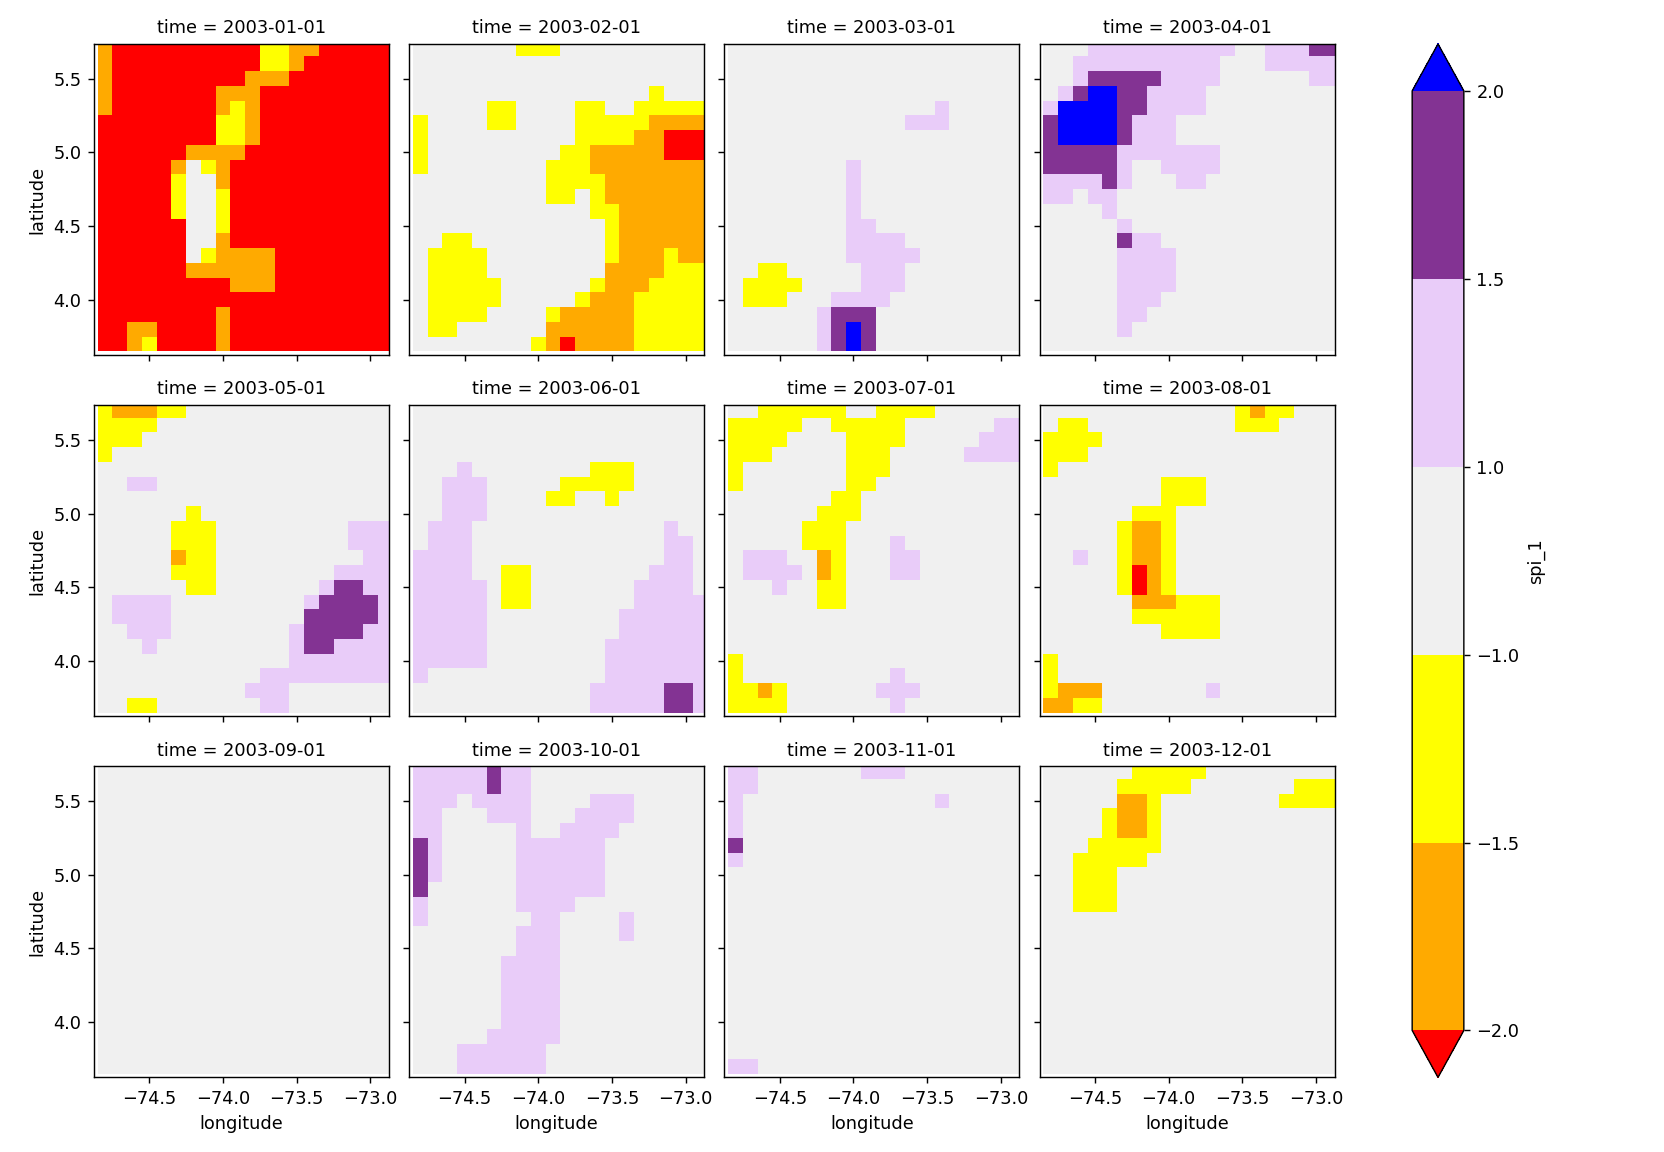 time = 2003-01-01
time = 2003-02-01
time = 2003-03-01
time = 2003-04-01
5.5
5.0
4.5
4.0
latitude
time = 2003-05-01
time = 2003-06-01
time = 2003-07-01
time = 2003-08-01
5.5
5.0
4.5
4.0
latitude
time = 2003-09-01
time = 2003-10-01
time = 2003-11-01
time = 2003-12-01
5.5
5.0
4.5
4.0
latitude
−74.5 −74.0 −73.5 −73.0
longitude
−74.5 −74.0 −73.5 −73.0
longitude
−74.5 −74.0 −73.5 −73.0
longitude
−74.5 −74.0 −73.5 −73.0
longitude
2.0
1.5
1.0
−1.0
−1.5
−2.0
spi_1